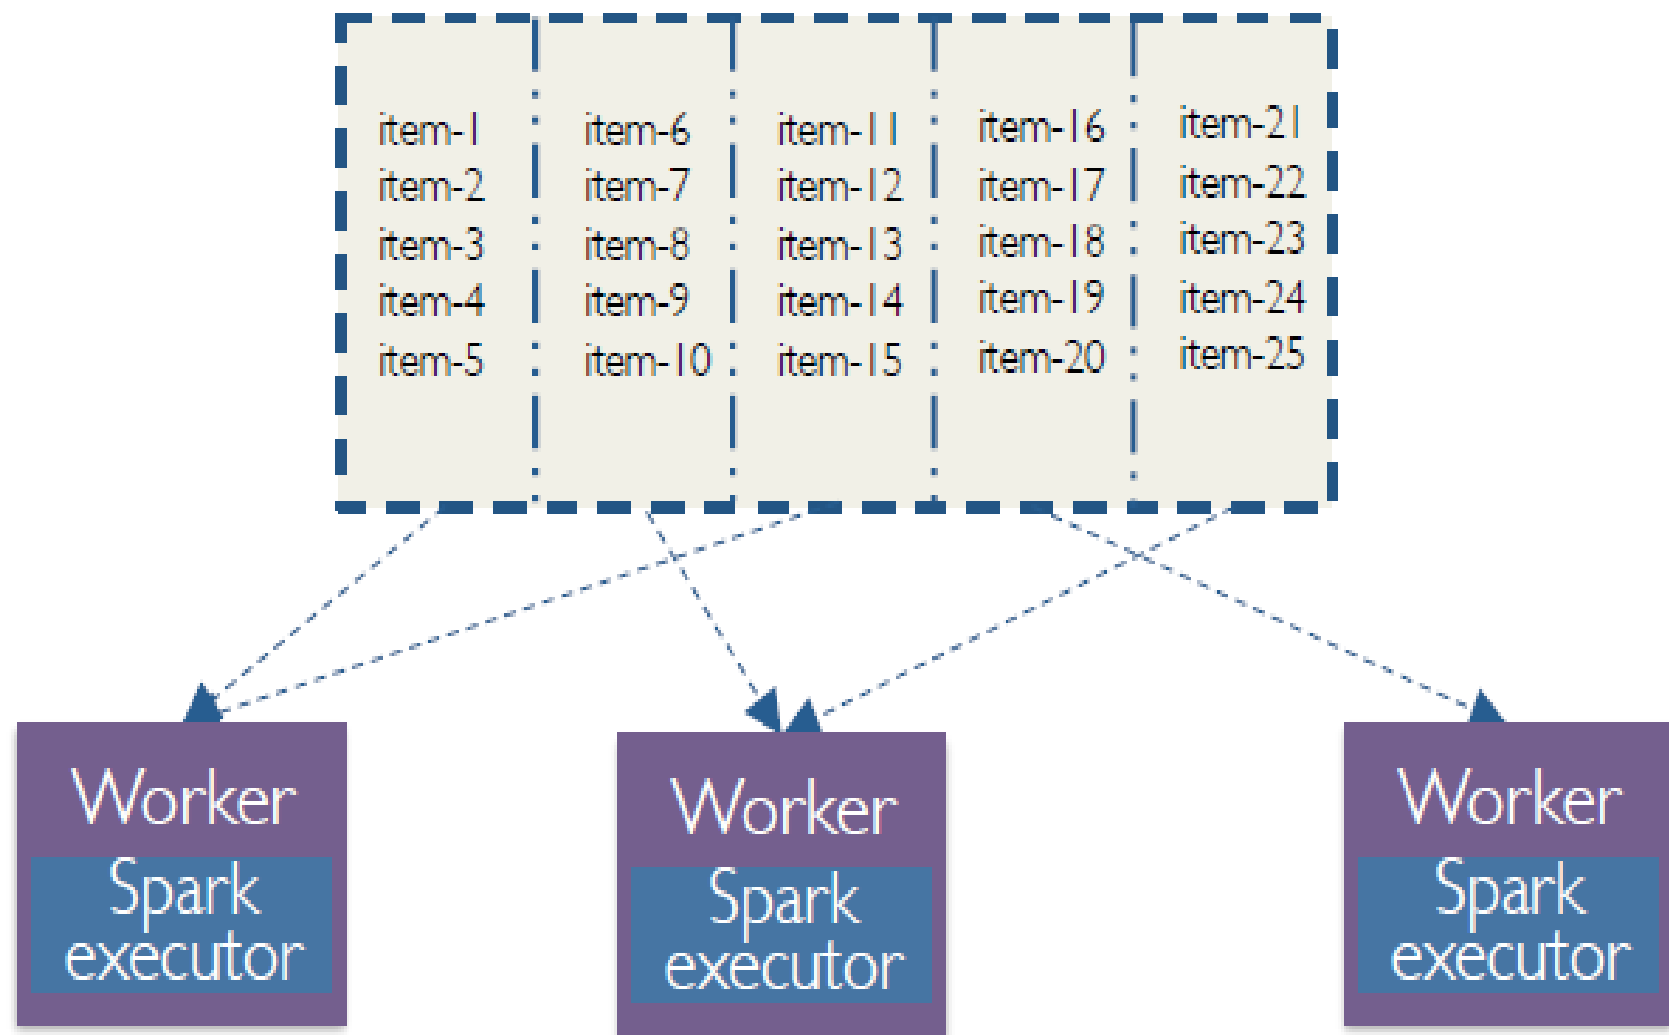 item-1
item-2
item-3
item-4
item-5
item-6
item-7
item-8
item-9
item-10
item-11
item-12
item-13
item-14
item-15
item-16
item-17
item-18
item-19
item-20
item-21
item-22
item-23
item-24
item-25
Worker
Spark
executor
Worker
Spark
executor
Worker
Spark
executor